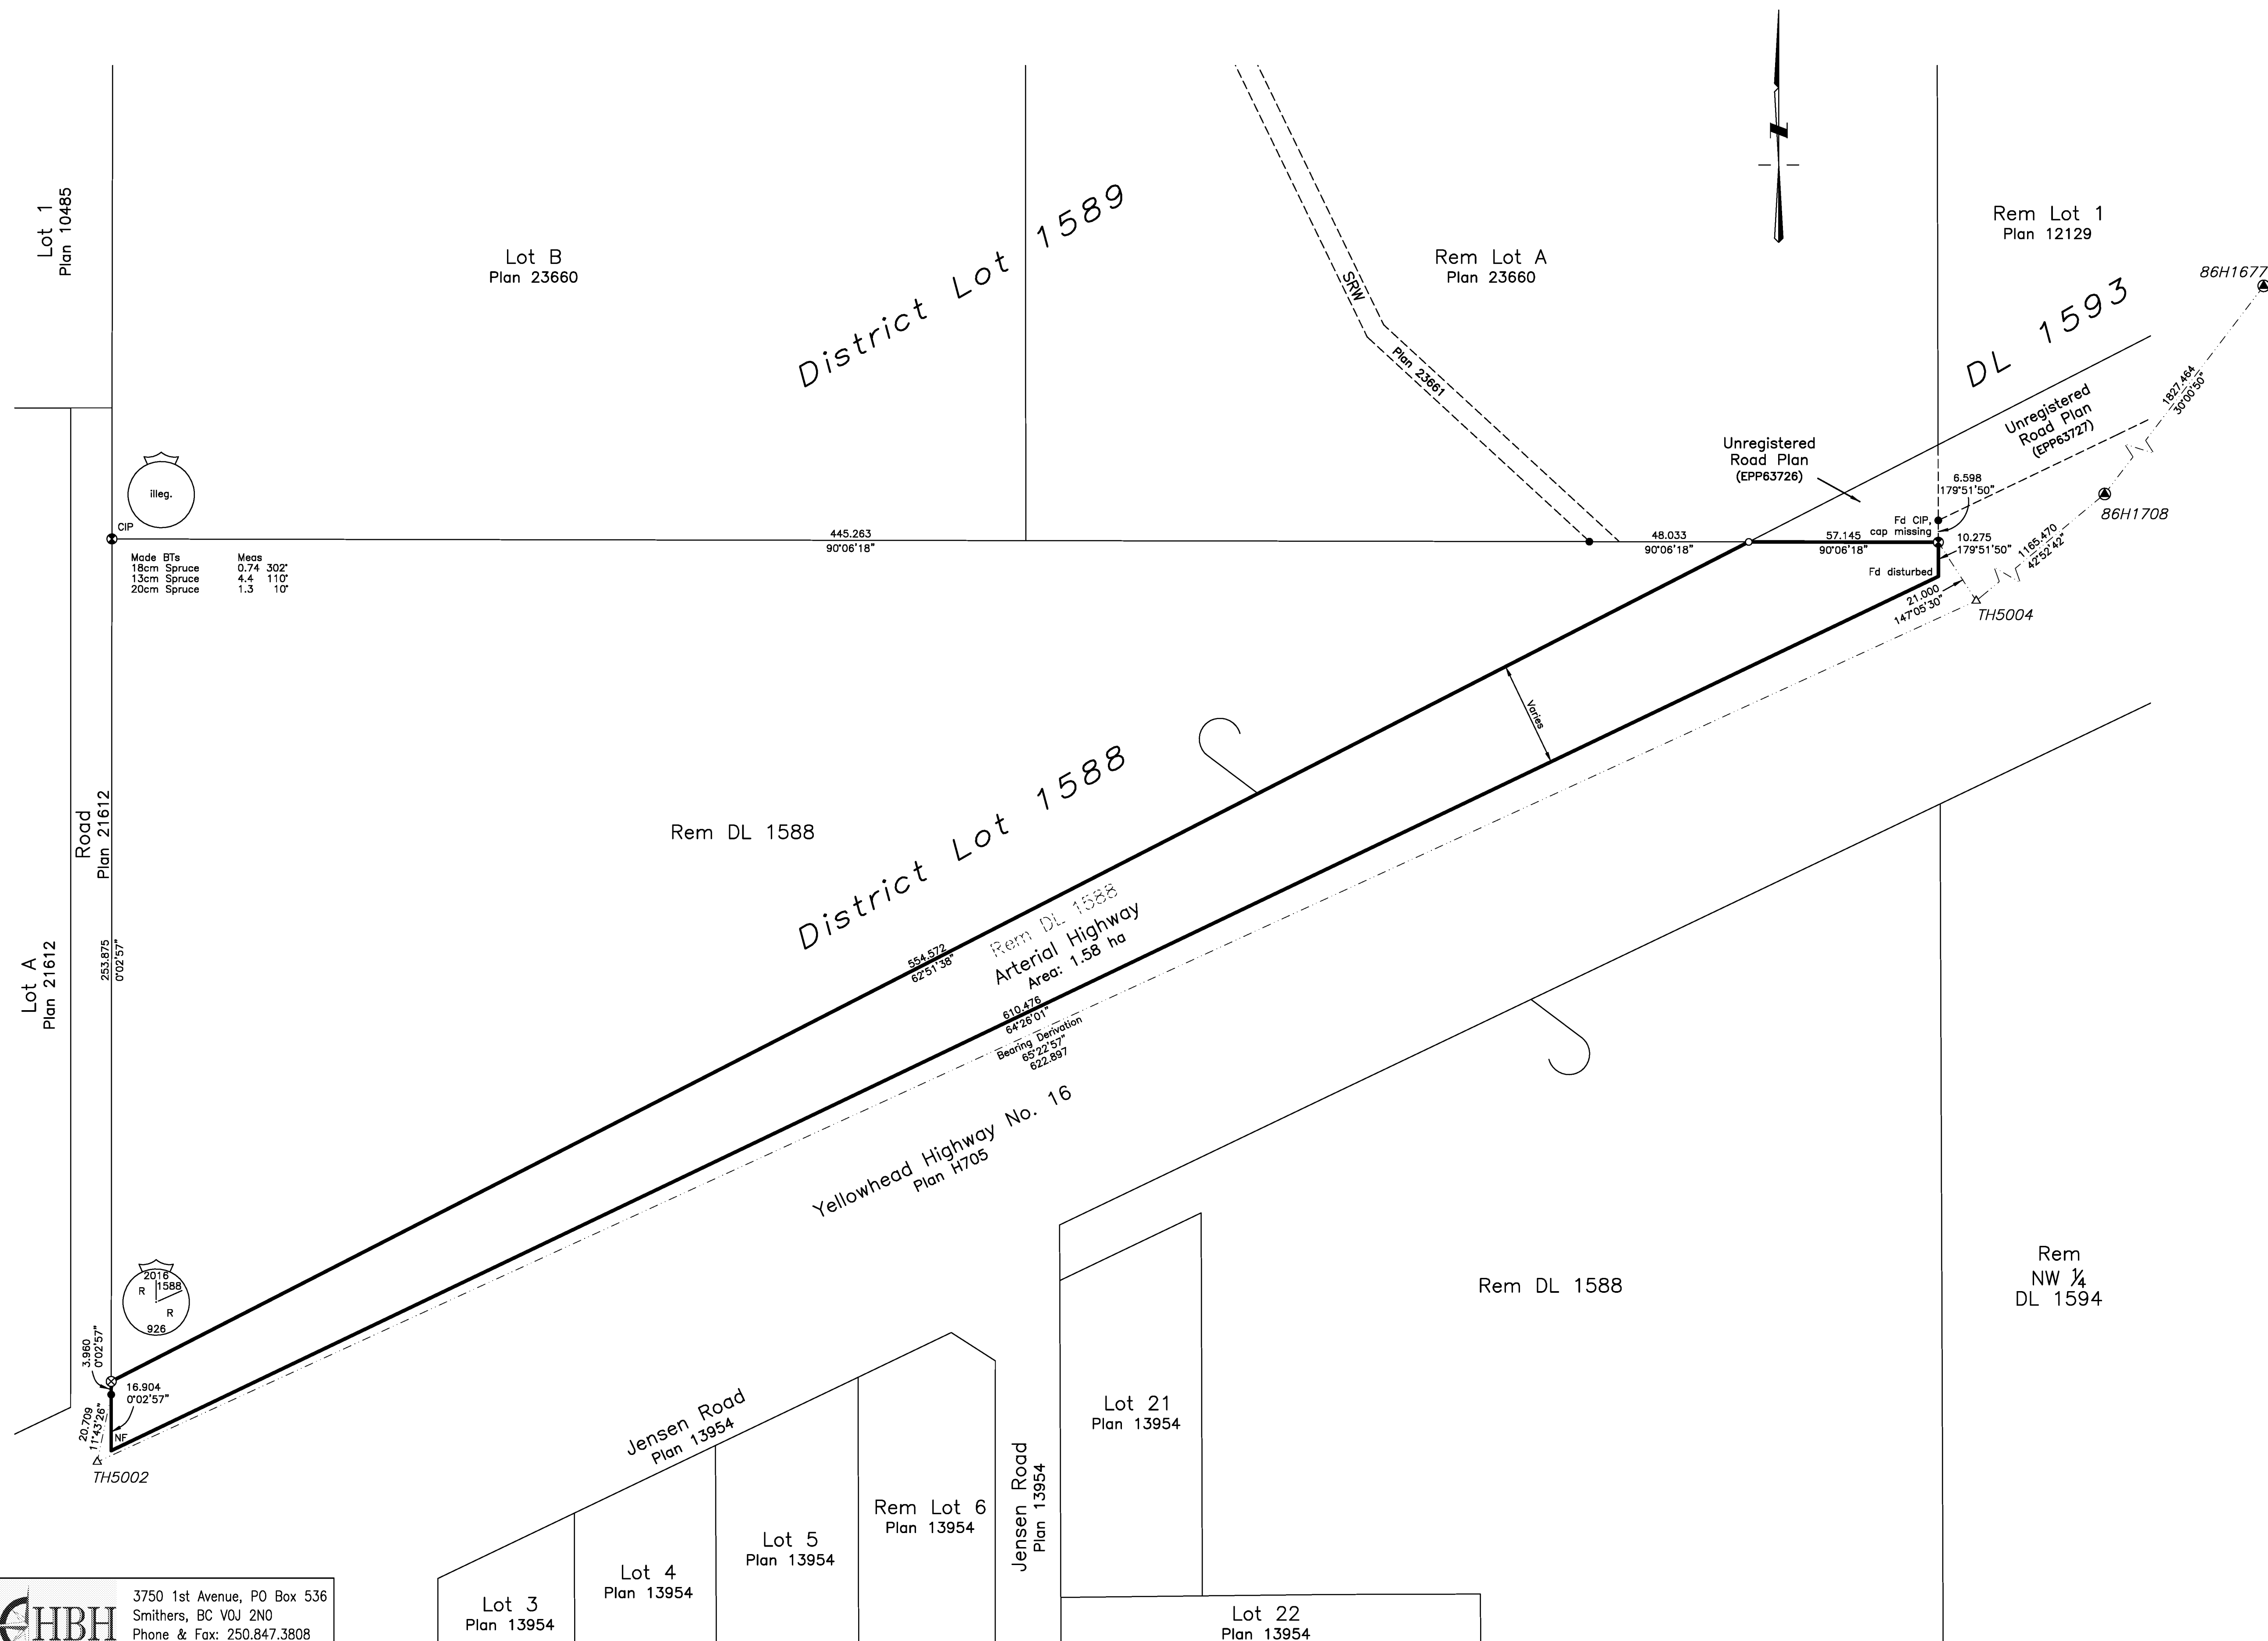 Lot 1
Plan 10485
Lot B
Plan 23660
District Lot 1589
SRW
Plan 23661
Rem Lot A
Plan 23660
N
Rem Lot 1
Plan 12129
86H1677
DL 1593
1827.464
30°00'50"
Unregistered
Road Plan
(EPP63727)
Unregistered
Road Plan
(EPP63726)
6.598
179°51'50"
86H1708
Fd CIP,
cap missing
10.275
179°51'50"
1165.470
42°52'42"
Fd disturbed
21.000
147°05'30"
TH5004
illeg.
CIP
Made BTs Meas
18cm Spruce 0.74 302°
13cm Spruce 4.4 110°
20cm Spruce 1.3 10°
445.263
90°06'18"
48.033
90°06'18"
57.145
90°06'18"
Varies
Road
Plan 21612
Lot A
Plan 21612
253.875
0°02'57"
Rem DL 1588
District Lot 1588
554.572
62°51'38"
Rem DL 1588
Arterial Highway
Area: 1.58 ha
610.476
64°26'01"
Bearing Derivation
65°22'57"
622.897
Yellowhead Highway No. 16
Plan H705
2016
R 1588
R
926
3.960
0°02'57"
16.904
0°02'57"
20.709
11°43'26"
NF
TH5002
Jensen Road
Plan 13954
Lot 3
Plan 13954
Lot 4
Plan 13954
Lot 5
Plan 13954
Rem Lot 6
Plan 13954
Jensen Road
Plan 13954
Lot 21
Plan 13954
Lot 22
Plan 13954
Rem DL 1588
Rem
NW ¼
DL 1594
HBH
3750 1st Avenue, PO Box 536
Smithers, BC V0J 2N0
Phone & Fax: 250.847.3808